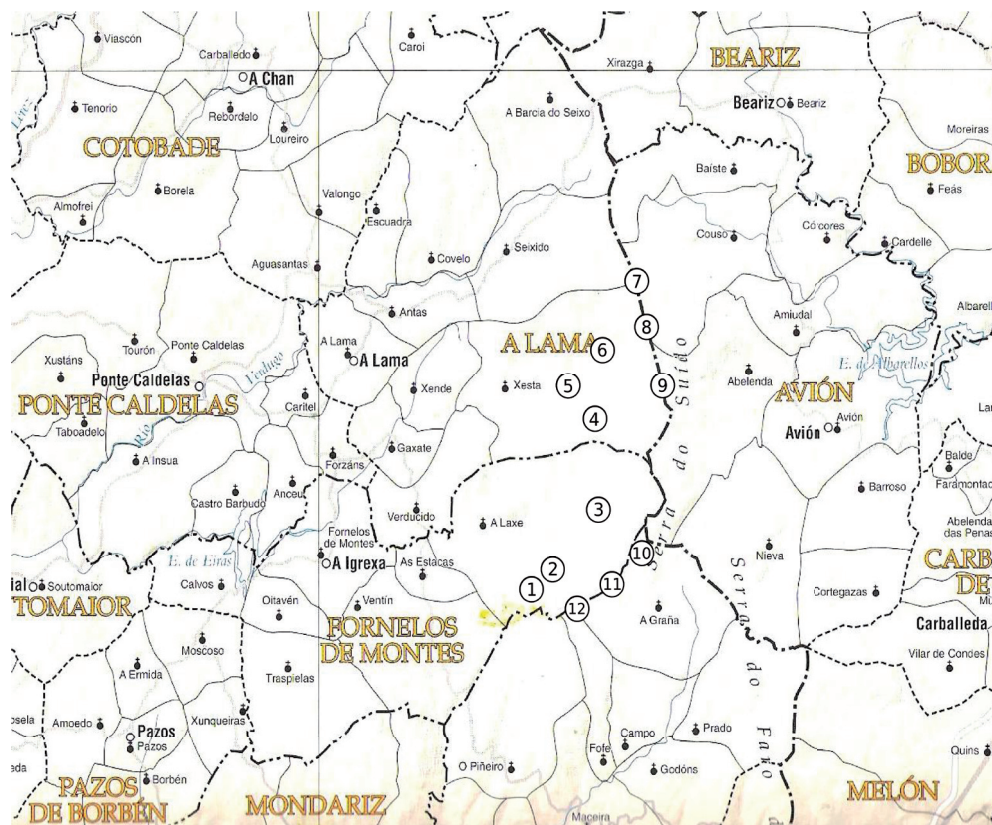 Viascón
Carballedo
Caroi
A Chan
Xirazga
BEARIZ
Tenorio
Rebordelo
Loureiro
A Barcia do Seixo
Beariz
Beariz
COTOBADE
Moreiras
BOBOR
Baíste
Feás
Borela
Almofrei
Valongo
Escuadra
Couso
Cardelle
Seixido
Covelo
Aguasantas
7
Antas
Amiudal
Albarell
8
Tourón
Ponte Caldelas
A Lama
A Lama
A LAMA
6
E. de Albarellos
Xustáns
Ponte Caldelas
Verdugo
Xende
Xesta
5
9
Suído
Abelenda
AVIÓN
PONTE CALDELAS
Caritel
4
Taboadelo
Río
Avión
Avión
do
A Insua
Forzáns
Gaxate
Balde
Faramontao
Castro Barbudo
Anceu
Barroso
Verducido
A Laxe
3
Serra
Abelenda
das Penas
Fornelos
de Montes
10
Nieva
CARB
DE
E. de Eiras
A Igrexa
As Estacas
2
1
11
Soutomaior
TOMAIOR
Calvos
Oitavén
Ventín
12
A Graña
Serra
Cortegazas
FORNELOS
DE MONTES
Carballeda
Moscoso
A Ermida
Traspielas
do
Vilar de Condes
Amoedo
Xunqueiras
Pazos
Pazos
Prado
Faro
Campo
Fofe
Quins
O Piñeiro
Godóns
Borbén
PAZOS
DE BORBÉN
MONDARIZ
MELÓN
Maceira